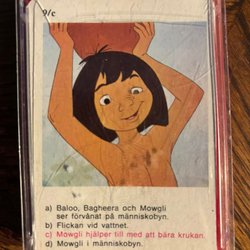 9/c
a) Baloo, Bagheera och Mowgli
ser förvånat på människobyn.
b) Flickan vid vattnet.
c) Mowgli hjälper till med att bära krukan.
d) Mowgli i människobyn.